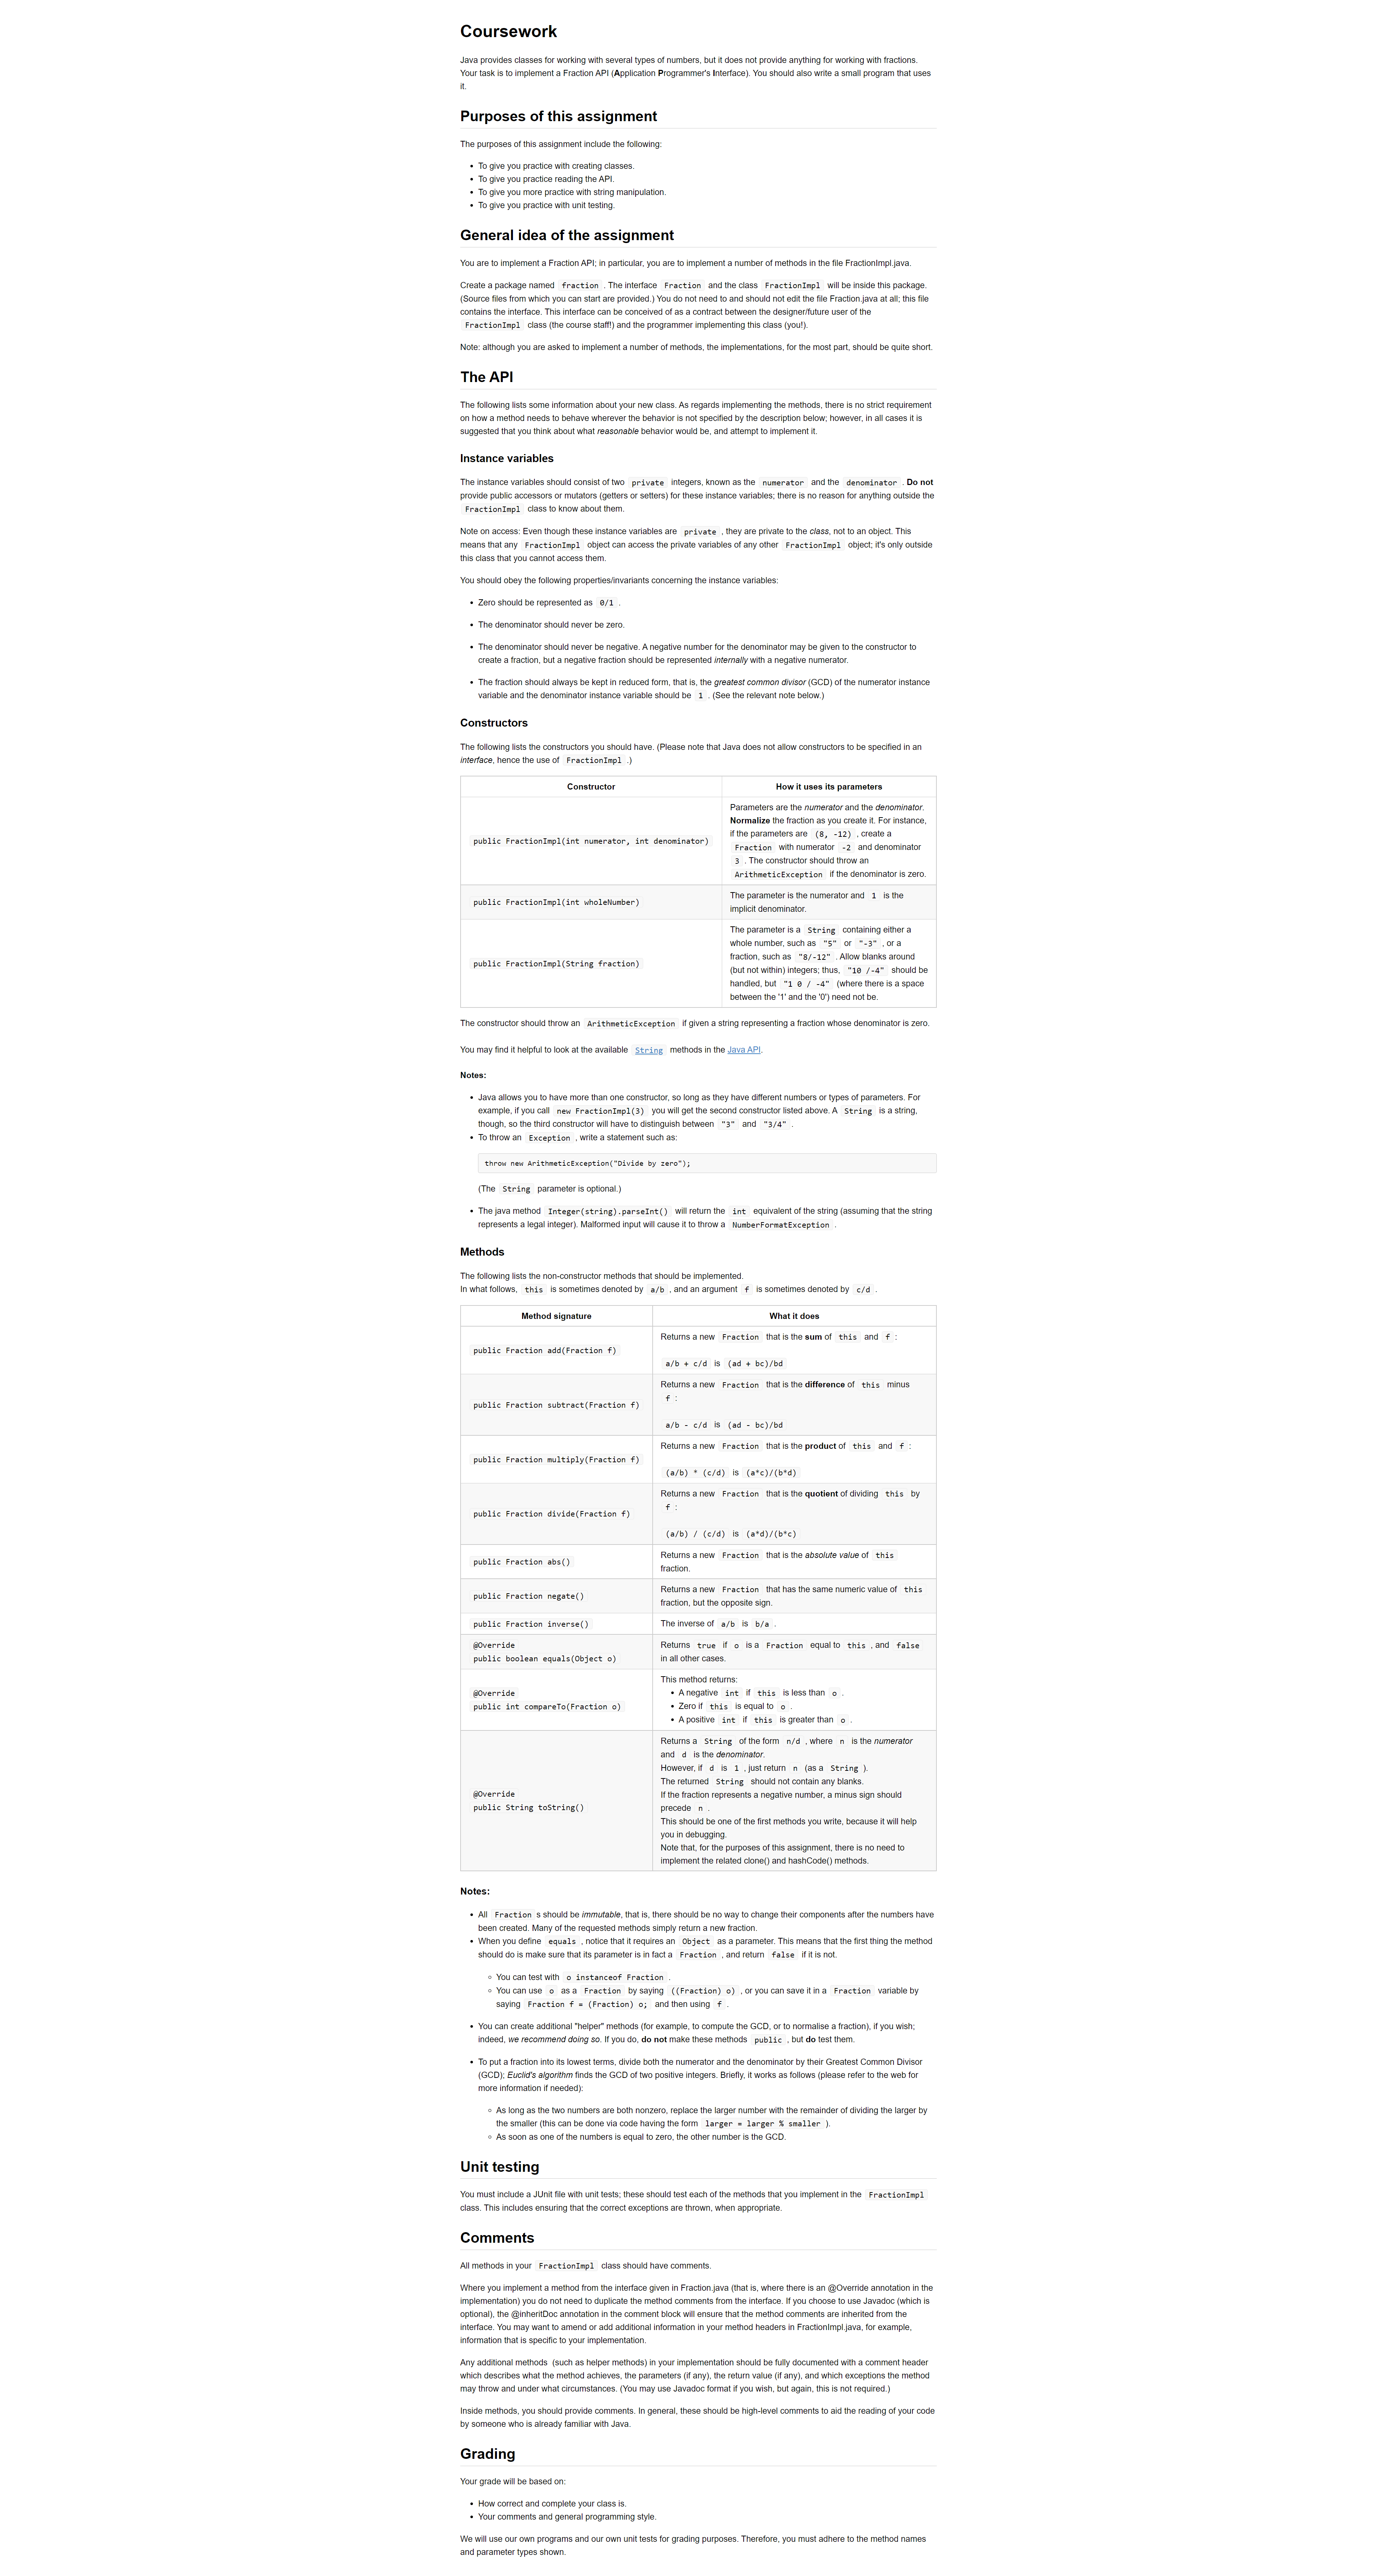 Coursework
Java provides classes for working with several types of numbers, but it does not provide anything for working with fractions.
Your task is to implement a Fraction API (Application Programmer's Interface). You should also write a small program that uses
it.
Purposes of this assignment
The purposes of this assignment include the following:
• To give you practice with creating classes.
• To give you practice reading the API.
• To give you more practice with string manipulation.
• To give you practice with unit testing.
General idea of the assignment
You are to implement a Fraction API; in particular, you are to implement a number of methods in the file FractionImpl.java.
Create a package named fraction . The interface Fraction and the class FractionImpl will be inside this package.
(Source files from which you can start are provided.) You do not need to and should not edit the file Fraction.java at all; this file
contains the interface. This interface can be conceived of as a contract between the designer/future user of the
FractionImpl class (the course staff!) and the programmer implementing this class (you!).
Note: although you are asked to implement a number of methods, the implementations, for the most part, should be quite short.
The API
The following lists some information about your new class. As regards implementing the methods, there is no strict requirement
on how a method needs to behave wherever the behavior is not specified by the description below; however, in all cases it is
suggested that you think about what reasonable behavior would be, and attempt to implement it.
Instance variables
The instance variables should consist of two private integers, known as the numerator and the denominator . Do not
provide public accessors or mutators (getters or setters) for these instance variables; there is no reason for anything outside the
FractionImpl class to know about them.
Note on access: Even though these instance variables are private , they are private to the class, not to an object. This
means that any FractionImpl object can access the private variables of any other FractionImpl object; it's only outside
this class that you cannot access them.
You should obey the following properties/invariants concerning the instance variables:
• Zero should be represented as 0/1 .
• The denominator should never be zero.
• The denominator should never be negative. A negative number for the denominator may be given to the constructor to
create a fraction, but a negative fraction should be represented internally with a negative numerator.
• The fraction should always be kept in reduced form, that is, the greatest common divisor (GCD) of the numerator instance
variable and the denominator instance variable should be 1 . (See the relevant note below.)
Constructors
The following lists the constructors you should have. (Please note that Java does not allow constructors to be specified in an
interface, hence the use of FractionImpl .)
Constructor
How it uses its parameters
public FractionImpl(int numerator, int denominator)
Parameters are the numerator and the denominator.
Normalize the fraction as you create it. For instance,
if the parameters are (8, -12) , create a
Fraction with numerator -2 and denominator
3 . The constructor should throw an
ArithmeticException if the denominator is zero.
public FractionImpl(int wholeNumber)
The parameter is the numerator and 1 is the
implicit denominator.
public FractionImpl(String fraction)
The parameter is a String containing either a
whole number, such as "5" or "-3" , or a
fraction, such as "8/-12" . Allow blanks around
(but not within) integers; thus, "10 /-4" should be
handled, but "1 0 / -4" (where there is a space
between the '1' and the '0') need not be.
The constructor should throw an ArithmeticException if given a string representing a fraction whose denominator is zero.
You may find it helpful to look at the available String methods in the Java API.
Notes:
• Java allows you to have more than one constructor, so long as they have different numbers or types of parameters. For
example, if you call new FractionImpl(3) you will get the second constructor listed above. A String is a string,
though, so the third constructor will have to distinguish between "3" and "3/4" .
• To throw an Exception , write a statement such as:
throw new ArithmeticException("Divide by zero");
(The String parameter is optional.)
• The java method Integer(string).parseInt() will return the int equivalent of the string (assuming that the string
represents a legal integer). Malformed input will cause it to throw a NumberFormatException .
Methods
The following lists the non-constructor methods that should be implemented.
In what follows, this is sometimes denoted by a/b , and an argument f is sometimes denoted by c/d .
Method signature
What it does
public Fraction add(Fraction f)
Returns a new Fraction that is the sum of this and f :
a/b + c/d is (ad + bc)/bd
public Fraction subtract(Fraction f)
Returns a new Fraction that is the difference of this minus
f :
a/b - c/d is (ad - bc)/bd
public Fraction multiply(Fraction f)
Returns a new Fraction that is the product of this and f :
(a/b) * (c/d) is (a*c)/(b*d)
public Fraction divide(Fraction f)
Returns a new Fraction that is the quotient of dividing this by
f :
(a/b) / (c/d) is (a*d)/(b*c)
public Fraction abs()
Returns a new Fraction that is the absolute value of this
fraction.
public Fraction negate()
Returns a new Fraction that has the same numeric value of this
fraction, but the opposite sign.
public Fraction inverse()
The inverse of a/b is b/a .
@Override
public boolean equals(Object o)
Returns true if o is a Fraction equal to this , and false
in all other cases.
@Override
public int compareTo(Fraction o)
This method returns:
• A negative int if this is less than o .
• Zero if this is equal to o .
• A positive int if this is greater than o .
@Override
public String toString()
Returns a String of the form n/d , where n is the numerator
and d is the denominator.
However, if d is 1 , just return n (as a String ).
The returned String should not contain any blanks.
If the fraction represents a negative number, a minus sign should
precede n .
This should be one of the first methods you write, because it will help
you in debugging.
Note that, for the purposes of this assignment, there is no need to
implement the related clone() and hashCode() methods.
Notes:
• All Fraction s should be immutable, that is, there should be no way to change their components after the numbers have
been created. Many of the requested methods simply return a new fraction.
• When you define equals , notice that it requires an Object as a parameter. This means that the first thing the method
should do is make sure that its parameter is in fact a Fraction , and return false if it is not.
◦ You can test with o instanceof Fraction .
◦ You can use o as a Fraction by saying ((Fraction) o) , or you can save it in a Fraction variable by
saying Fraction f = (Fraction) o; and then using f .
• You can create additional "helper" methods (for example, to compute the GCD, or to normalise a fraction), if you wish;
indeed, we recommend doing so. If you do, do not make these methods public , but do test them.
• To put a fraction into its lowest terms, divide both the numerator and the denominator by their Greatest Common Divisor
(GCD); Euclid's algorithm finds the GCD of two positive integers. Briefly, it works as follows (please refer to the web for
more information if needed):
◦ As long as the two numbers are both nonzero, replace the larger number with the remainder of dividing the larger by
the smaller (this can be done via code having the form larger = larger % smaller ).
◦ As soon as one of the numbers is equal to zero, the other number is the GCD.
Unit testing
You must include a JUnit file with unit tests; these should test each of the methods that you implement in the FractionImpl
class. This includes ensuring that the correct exceptions are thrown, when appropriate.
Comments
All methods in your FractionImpl class should have comments.
Where you implement a method from the interface given in Fraction.java (that is, where there is an @Override annotation in the
implementation) you do not need to duplicate the method comments from the interface. If you choose to use Javadoc (which is
optional), the @inheritDoc annotation in the comment block will ensure that the method comments are inherited from the
interface. You may want to amend or add additional information in your method headers in FractionImpl.java, for example,
information that is specific to your implementation.
Any additional methods (such as helper methods) in your implementation should be fully documented with a comment header
which describes what the method achieves, the parameters (if any), the return value (if any), and which exceptions the method
may throw and under what circumstances. (You may use Javadoc format if you wish, but again, this is not required.)
Inside methods, you should provide comments. In general, these should be high-level comments to aid the reading of your code
by someone who is already familiar with Java.
Grading
Your grade will be based on:
• How correct and complete your class is.
• Your comments and general programming style.
We will use our own programs and our own unit tests for grading purposes. Therefore, you must adhere to the method names
and parameter types shown.